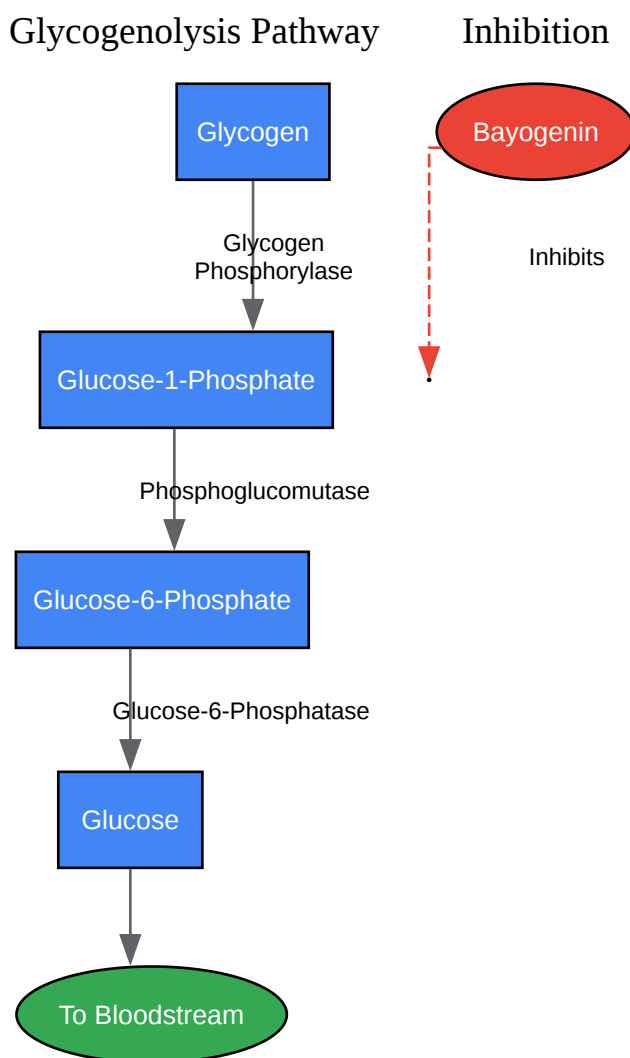 Glycogenolysis Pathway
Inhibition
Glycogen
Bayogenin
Glycogen
Phosphorylase
Inhibits
Glucose-1-Phosphate
Phosphoglucomutase
Glucose-6-Phosphate
Glucose-6-Phosphatase
Glucose
To Bloodstream